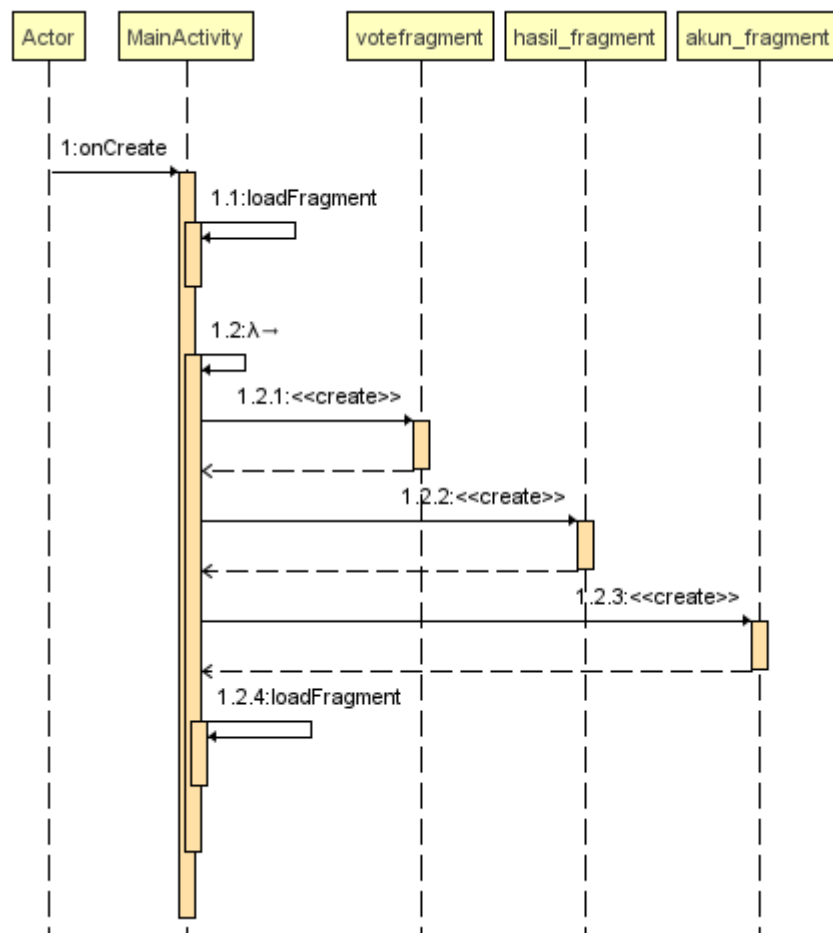 Actor
MainActivity
votefragment
hasil_fragment
akun_fragment
1:onCreate
1.1:loadFragment
1.2:λ→
1.2.1:<<create>>
1.2.2:<<create>>
1.2.3:<<create>>
1.2.4:loadFragment